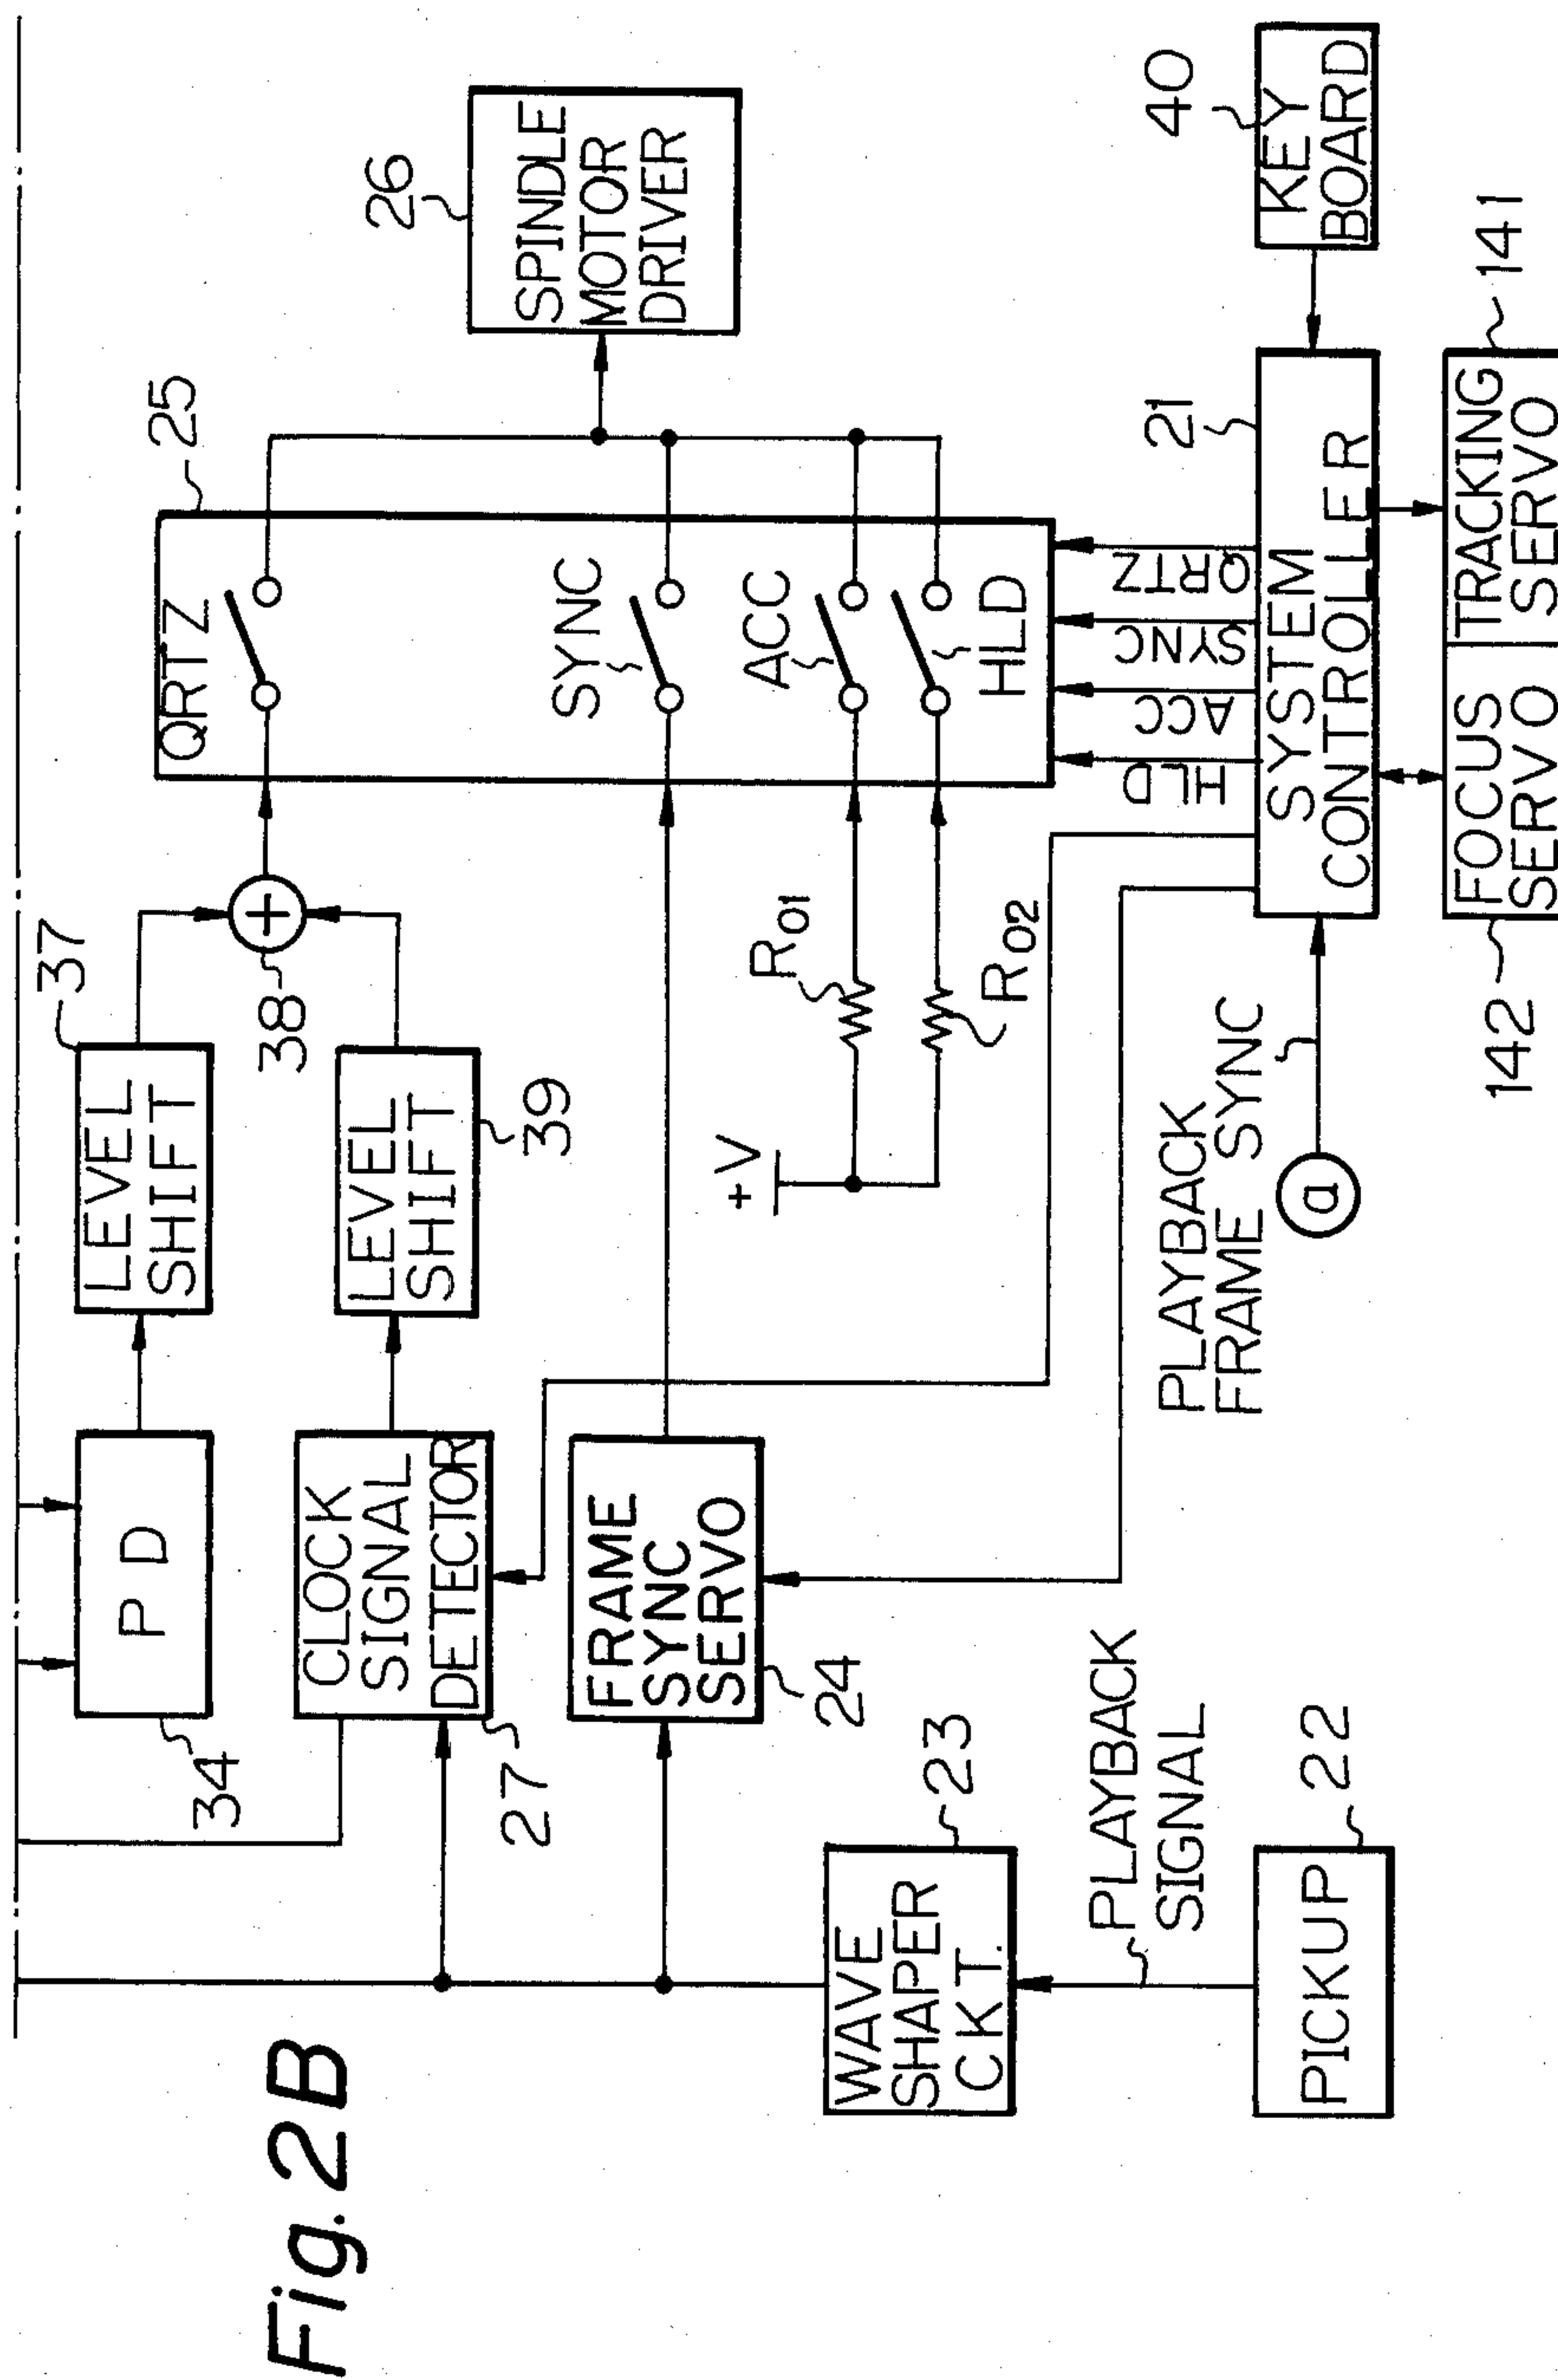 Fig. 2B
34
P D
37
LEVEL
SHIFT
38
+
39
LEVEL
SHIFT
27
CLOCK
SIGNAL
DETECTOR
24
FRAME
SYNC
SERVO
23
WAVE
SHAPER
CKT.
PLAYBACK
SIGNAL
22
PICKUP
25
QRTZ
SYNC
ACC
HLD
26
SPINDLE
MOTOR
DRIVER
+V
R01
R02
HLD
ACC
SYNC
QRTZ
PLAYBACK
FRAME SYNC
a
21
SYSTEM
CONTROLLER
40
KEY
BOARD
142
FOCUS
SERVO
141
TRACKING
SERVO